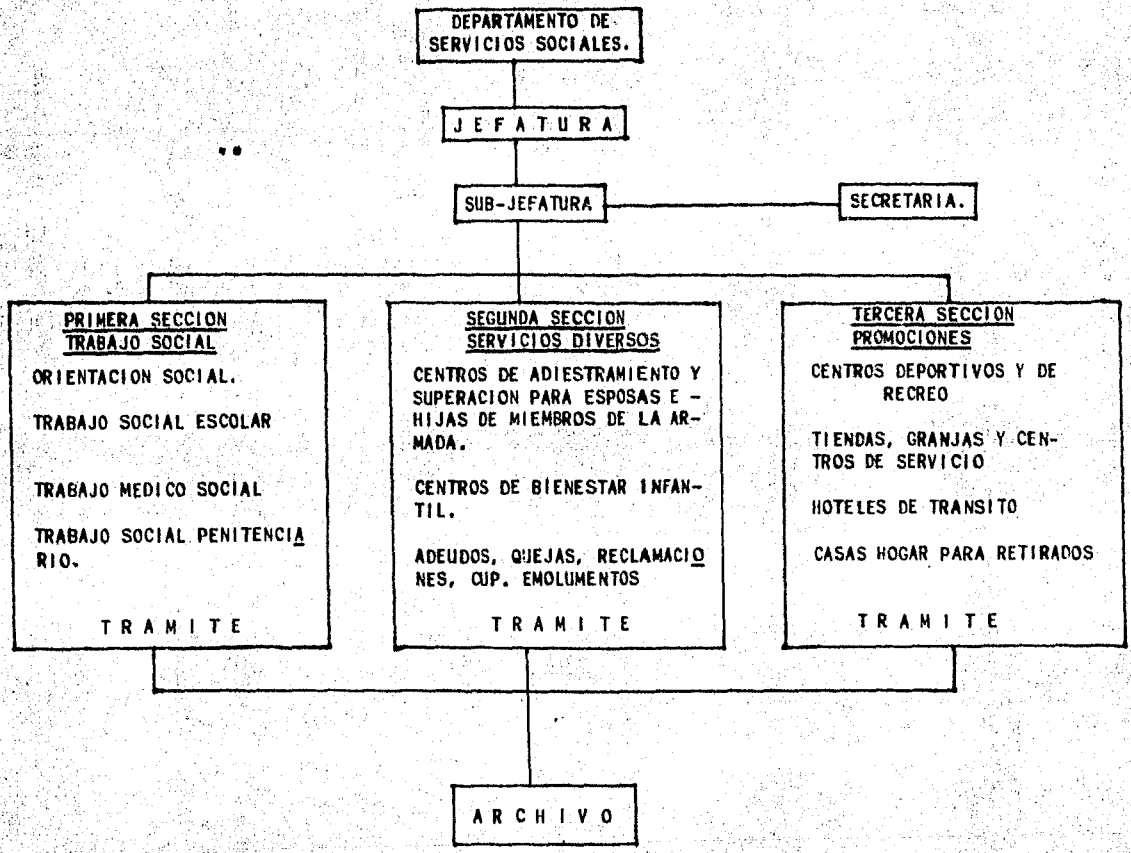 DEPARTAMENTO DE
SERVICIOS SOCIALES.
JEFATURA
SUB-JEFATURA
SECRETARIA.
PRIMERA SECCION
TRABAJO SOCIAL
ORIENTACION SOCIAL.
TRABAJO SOCIAL ESCOLAR
TRABAJO MEDICO SOCIAL
TRABAJO SOCIAL PENITENCIA
RIO.
TRAMITE
SEGUNDA SECCION
SERVICIOS DIVERSOS
CENTROS DE ADIESTRAMIENTO Y
SUPERACION PARA ESPOSAS E -
HIJAS DE MIEMBROS DE LA AR-
MADA.
CENTROS DE BIENESTAR INFAN-
TIL.
ADEUDOS, QUEJAS, RECLAMACIO
NES, CUP. EMOLUMENTOS
TRAMITE
TERCERA SECCION
PROMOCIONES
CENTROS DEPORTIVOS Y DE
RECREO
TIENDAS, GRANJAS Y CEN-
TROS DE SERVICIO
HOTELES DE TRANSITO
CASAS HOGAR PARA RETIRADOS
TRAMITE
ARCHIVO